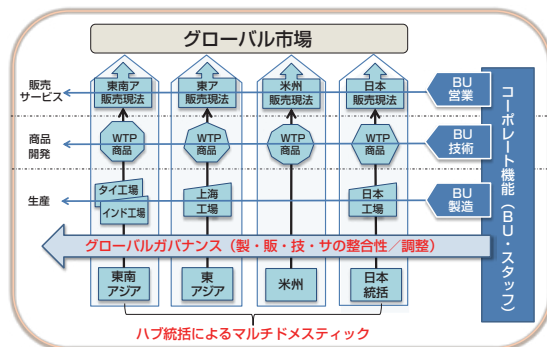 グローバル市場
販売
サービス
東南ア
販売現法
東ア
販売現法
米州
販売現法
日本
販売現法
BU
営業
商品
開発
WTP
商品
WTP
商品
WTP
商品
WTP
商品
BU
技術
生産
タイ工場
インド工場
上海
工場
日本
工場
BU
製造
コーポレート機能（BU・スタッフ）
グローバルガバナンス（製・販・技・サの整合性／調整）
東南
アジア
東
アジア
米州
日本
統括
ハブ統括によるマルチドメスティック